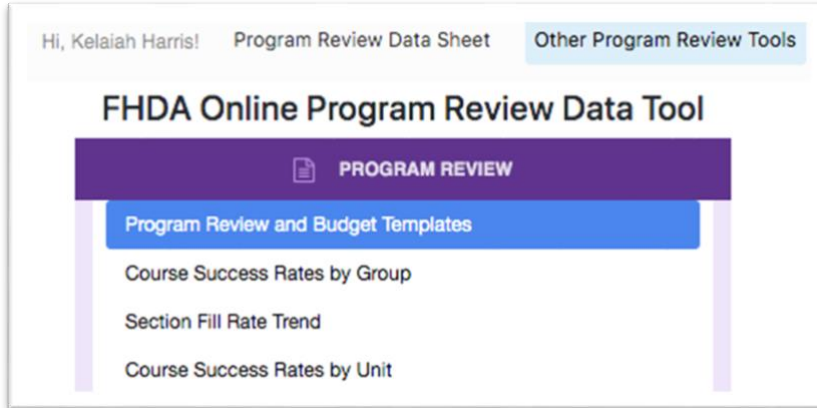 Hi, Kelaiah Harris! Program Review Data Sheet Other Program Review Tools
FHDA Online Program Review Data Tool
PROGRAM REVIEW
Program Review and Budget Templates
Course Success Rates by Group
Section Fill Rate Trend
Course Success Rates by Unit